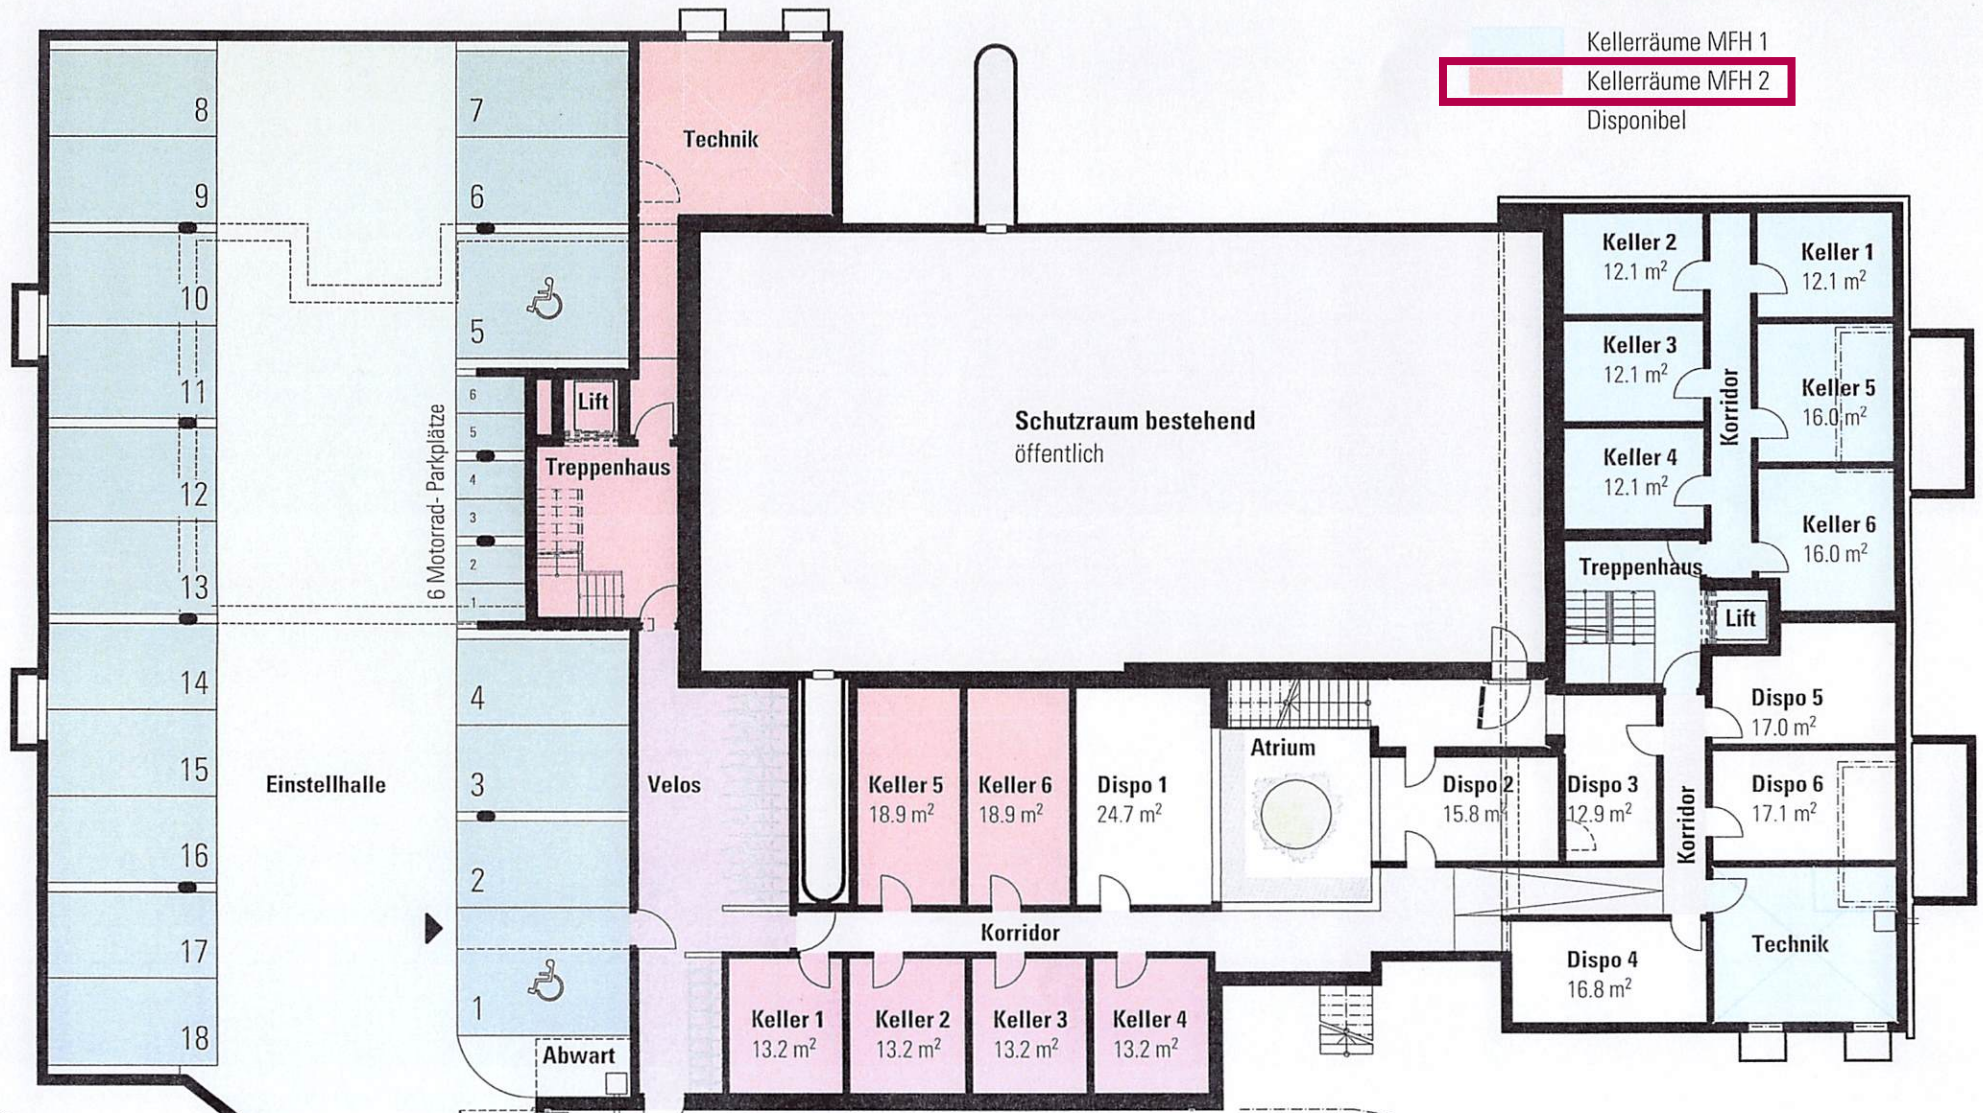 Kellerräume MFH 1
Kellerräume MFH 2
Disponibel
8
7
Technik
9
6
10
5
11
6 Motorrad- Parkplätze
6
5
4
3
2
1
Lift
Treppenhaus
12
13
Schutzraum bestehend
öffentlich
Keller 2
12.1 m²
Keller 1
12.1 m²
Keller 3
12.1 m²
Korridor
Keller 5
16.0 m²
Keller 4
12.1 m²
Keller 6
16.0 m²
Treppenhaus
Lift
14
4
15
3
Einstellhalle
Velos
Keller 5
18.9 m²
Keller 6
18.9 m²
Dispo 1
24.7 m²
Atrium
Dispo 2
15.8 m²
Dispo 3
12.9 m²
Korridor
Dispo 5
17.0 m²
Dispo 6
17.1 m²
16
2
17
1
18
Abwart
Korridor
Keller 1
13.2 m²
Keller 2
13.2 m²
Keller 3
13.2 m²
Keller 4
13.2 m²
Dispo 4
16.8 m²
Technik